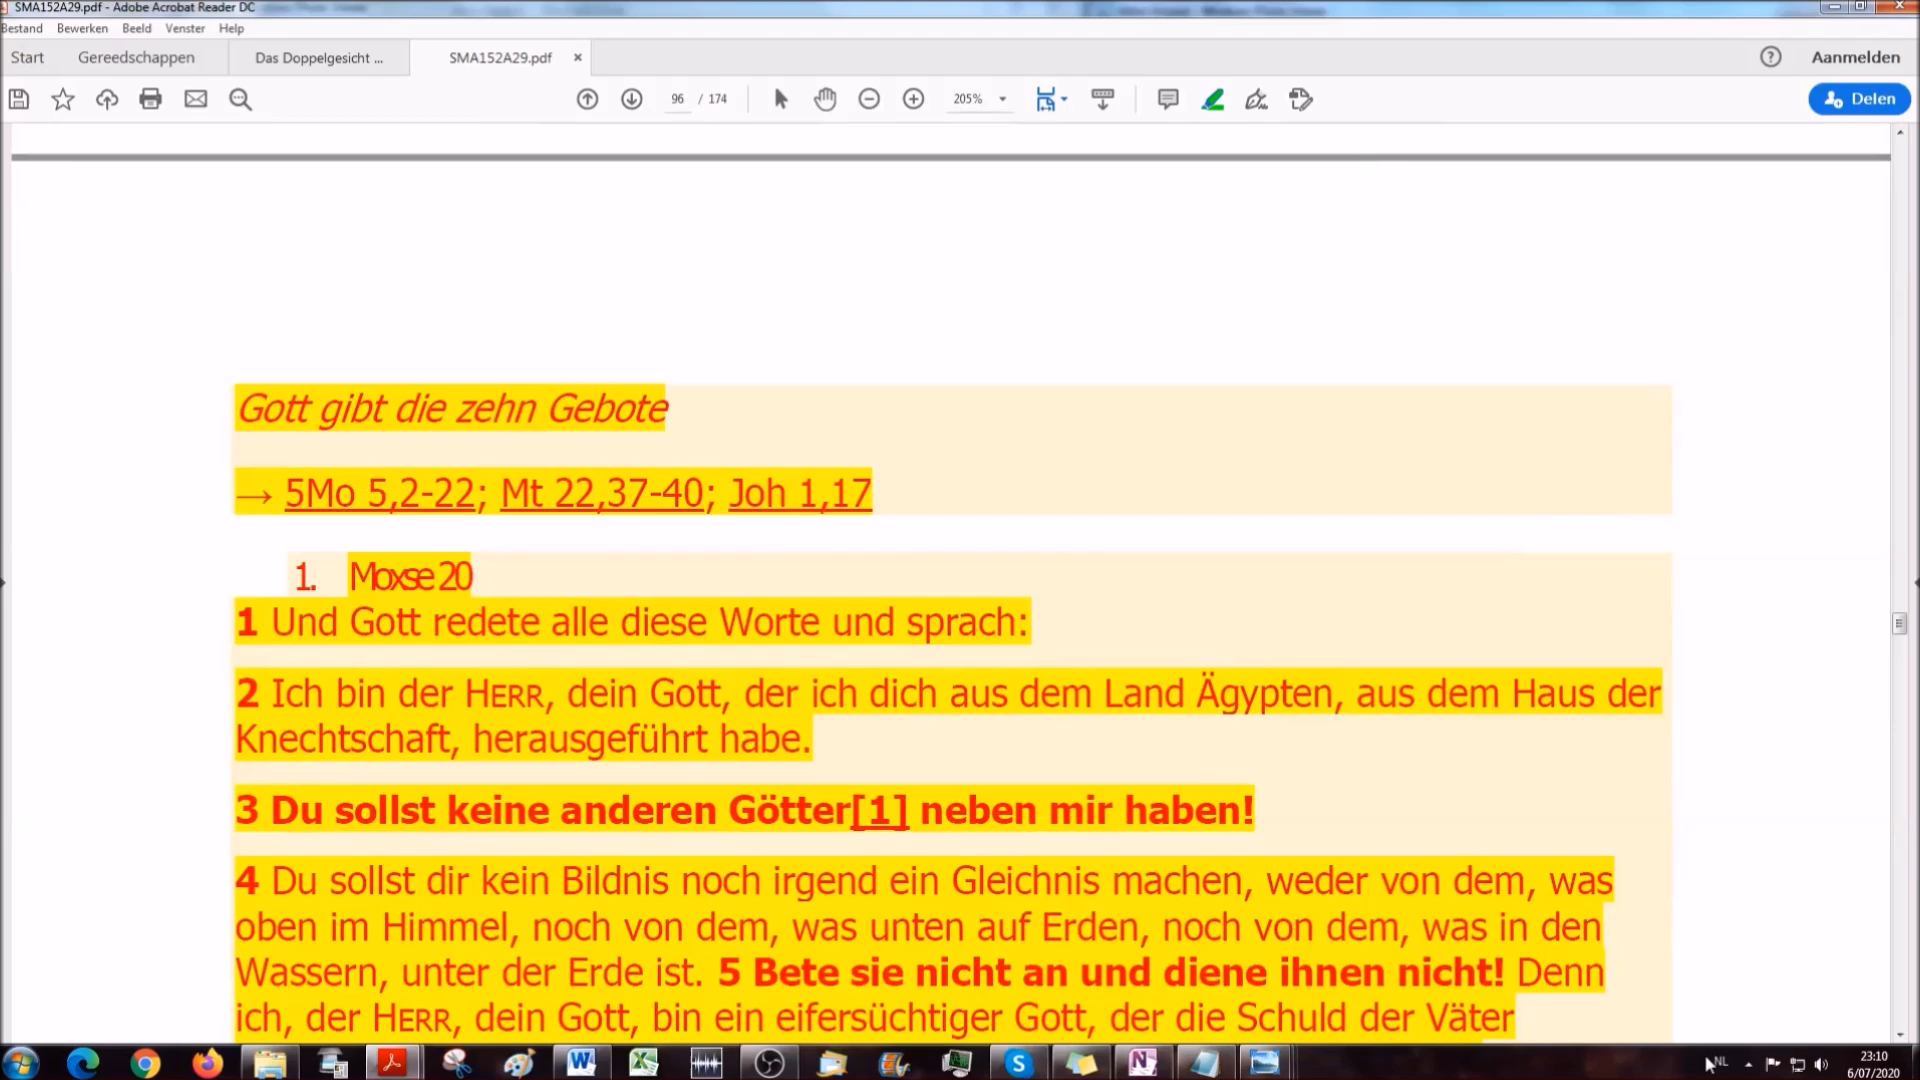 SMA152A29.pdf - Adobe Acrobat Reader DC
Bestand Bewerken Beeld Venster Help
Start Gereedschappen Das Doppelgesicht ... SMA152A29.pdf × ? Aanmelden
96 / 174 205% Delen
Gott gibt die zehn Gebote
→ 5Mo 5,2-22; Mt 22,37-40; Joh 1,17
1. Moxse 20
1 Und Gott redete alle diese Worte und sprach:
2 Ich bin der HERR, dein Gott, der ich dich aus dem Land Ägypten, aus dem Haus der
Knechtschaft, herausgeführt habe.
3 Du sollst keine anderen Götter[1] neben mir haben!
4 Du sollst dir kein Bildnis noch irgend ein Gleichnis machen, weder von dem, was
oben im Himmel, noch von dem, was unten auf Erden, noch von dem, was in den
Wassern, unter der Erde ist. 5 Bete sie nicht an und diene ihnen nicht! Denn
ich, der HERR, dein Gott, bin ein eifersüchtiger Gott, der die Schuld der Väter
NL 23:10
6/07/2020